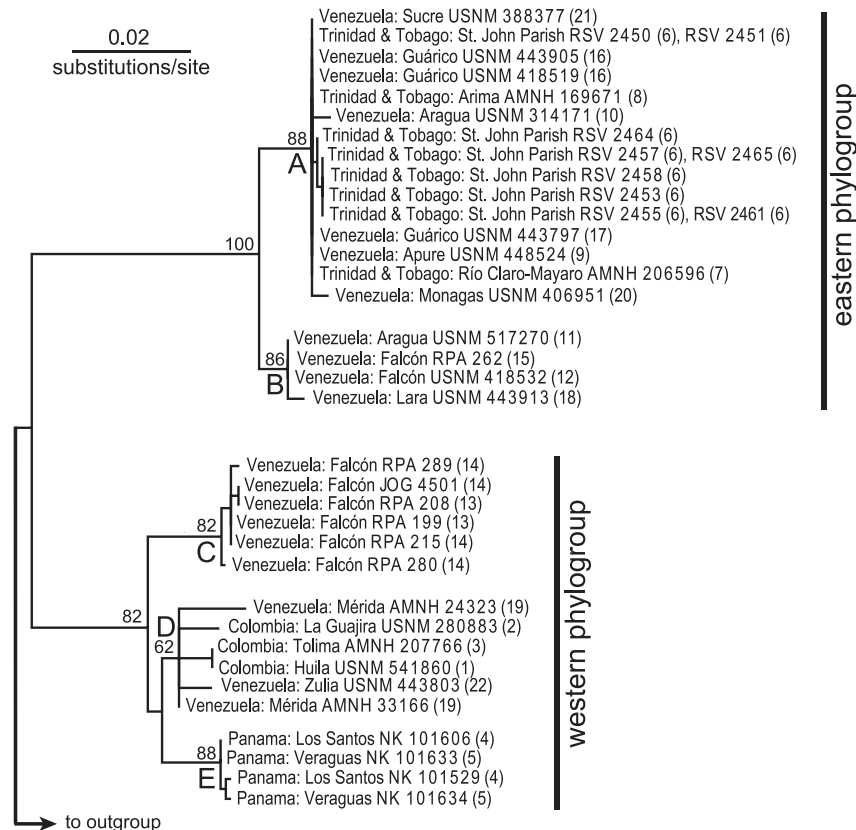 0.02
substitutions/site
Venezuela: Sucre USNM 388377 (21)
Trinidad & Tobago: St. John Parish RSV 2450 (6), RSV 2451 (6)
Venezuela: Guárico USNM 443905 (16)
Venezuela: Guárico USNM 418519 (16)
Trinidad & Tobago: Arima AMNH 169671 (8)
Venezuela: Aragua USNM 314171 (10)
88
Trinidad & Tobago: St. John Parish RSV 2464 (6)
A
Trinidad & Tobago: St. John Parish RSV 2457 (6), RSV 2465 (6)
Trinidad & Tobago: St. John Parish RSV 2458 (6)
Trinidad & Tobago: St. John Parish RSV 2453 (6)
Trinidad & Tobago: St. John Parish RSV 2455 (6), RSV 2461 (6)
Venezuela: Guárico USNM 443797 (17)
100
Venezuela: Apure USNM 448524 (9)
Trinidad & Tobago: Río Claro-Mayaro AMNH 206596 (7)
Venezuela: Monagas USNM 406951 (20)
Venezuela: Aragua USNM 517270 (11)
86
Venezuela: Falcón RPA 262 (15)
B
Venezuela: Falcón USNM 418532 (12)
Venezuela: Lara USNM 443913 (18)
eastern phylogroup
Venezuela: Falcón RPA 289 (14)
Venezuela: Falcón JOG 4501 (14)
Venezuela: Falcón RPA 208 (13)
82
Venezuela: Falcón RPA 199 (13)
C
Venezuela: Falcón RPA 215 (14)
Venezuela: Falcón RPA 280 (14)
82
Venezuela: Mérida AMNH 24323 (19)
D
Colombia: La Guajira USNM 280883 (2)
62
Colombia: Tolima AMNH 207766 (3)
Colombia: Huila USNM 541860 (1)
Venezuela: Zulia USNM 443803 (22)
Venezuela: Mérida AMNH 33166 (19)
Panama: Los Santos NK 101606 (4)
88
Panama: Veraguas NK 101633 (5)
E
Panama: Los Santos NK 101529 (4)
Panama: Veraguas NK 101634 (5)
western phylogroup
to outgroup